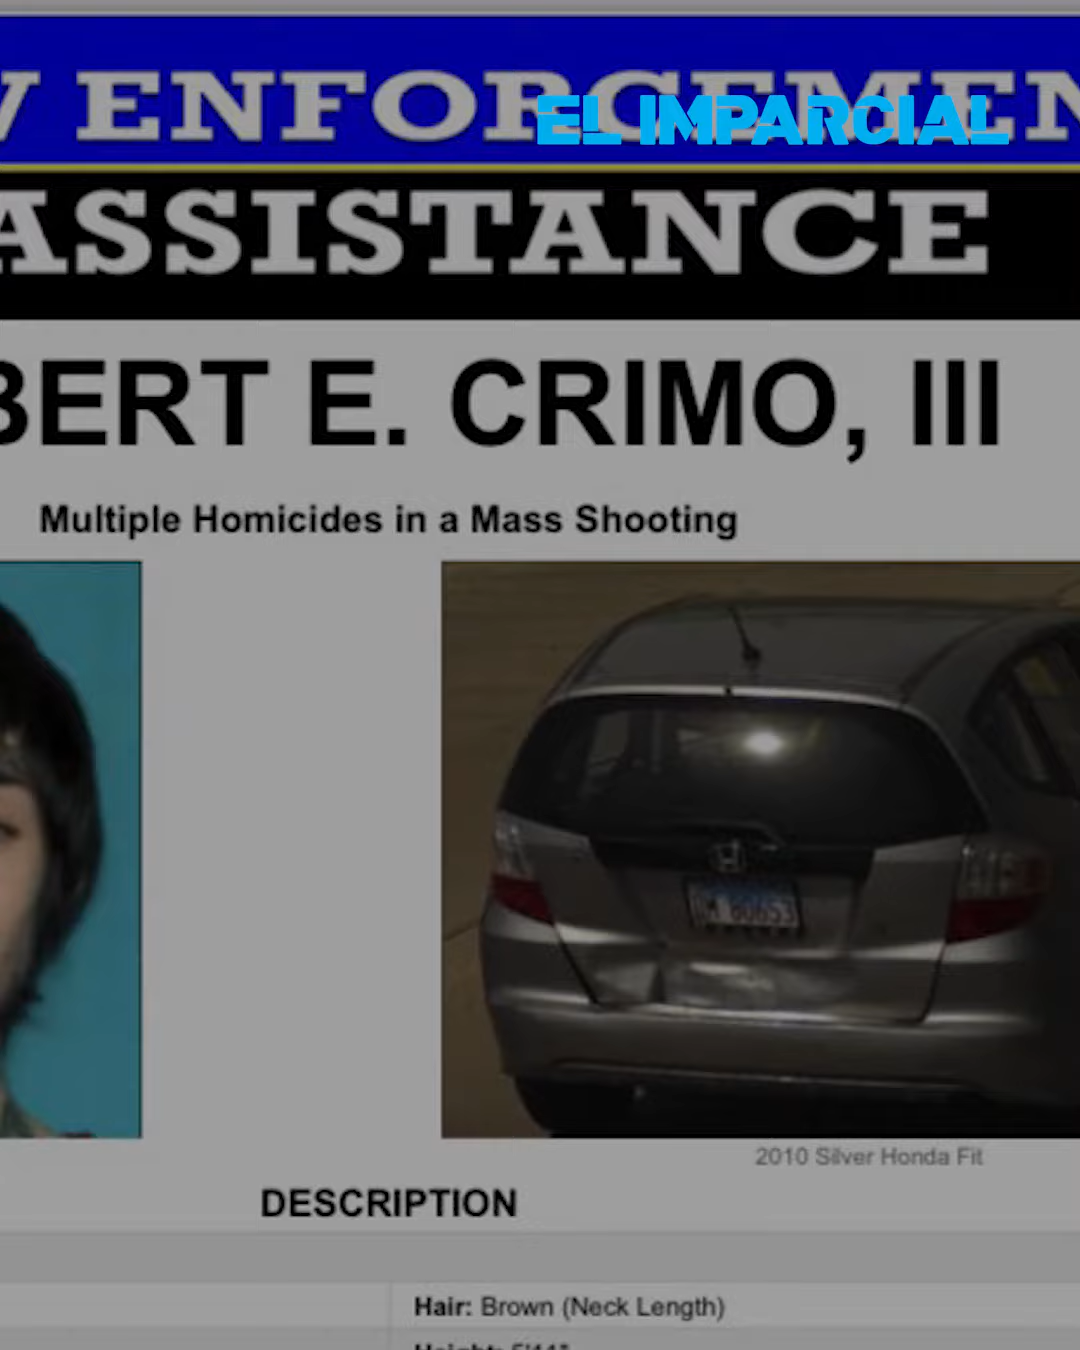 ENFORCEMEN
EL IMPARCIAL
ASSISTANCE
BERT E. CRIMO, III
Multiple Homicides in a Mass Shooting
2010 Silver Honda Fit
DESCRIPTION
Hair: Brown (Neck Length)